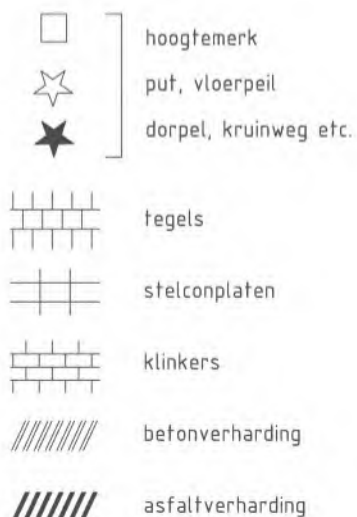 hoogtemerk
put, vloerpeil
dorpel, kruinweg etc.
tegels
stelconplaten
klinkers
betonverharding
asfaltverharding